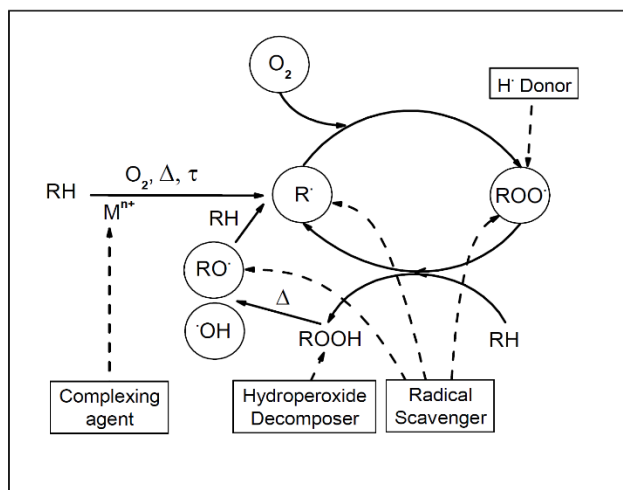 O₂
H· Donor
O₂, Δ, τ
RH
Mⁿ⁺
R·
ROO·
RH
RO·
Δ
·OH
ROOH
RH
Complexing
agent
Hydroperoxide
Decomposer
Radical
Scavenger